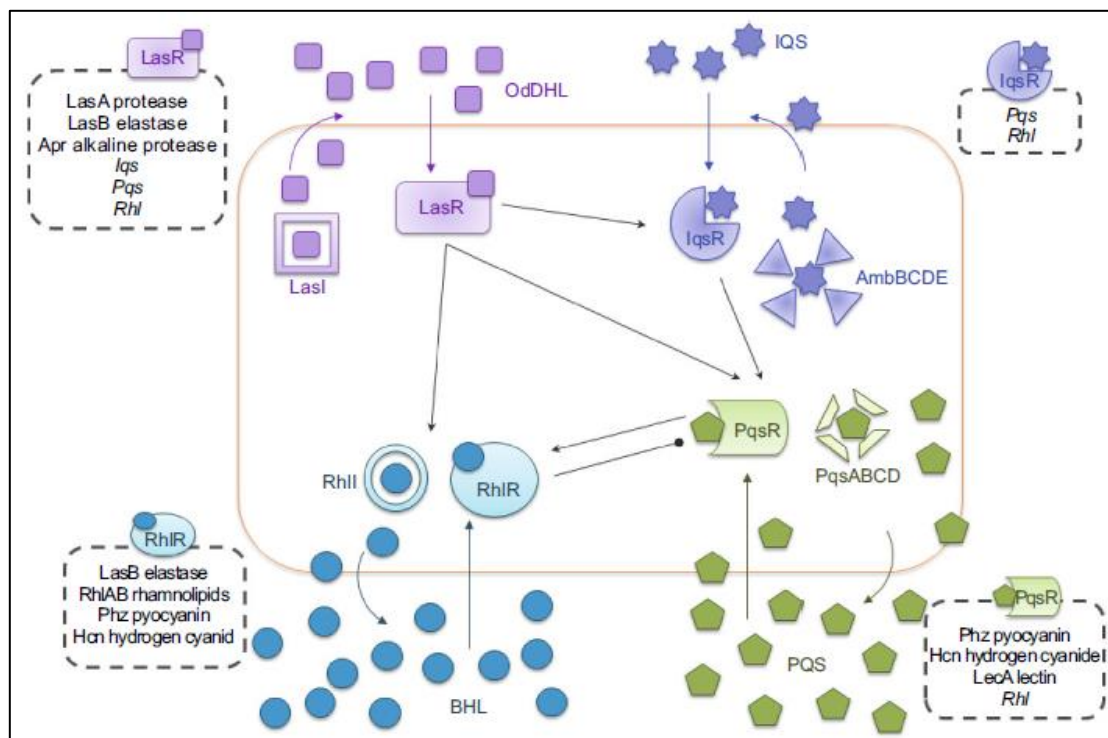 LasR
LasA protease
LasB elastase
Apr alkaline protease
Iqs
Pqs
Rhl
OdDHL
IQS
IqsR
Pqs
Rhl
LasR
LasI
IqsR
AmbBCDE
RhlI
RhlR
PqsR
PqsABCD
RhlR
LasB elastase
RhlAB rhamnolipids
Phz pyocyanin
Hcn hydrogen cyanid
BHL
PQS
PqsR
Phz pyocyanin
Hcn hydrogen cyanide
LecA lectin
Rhl